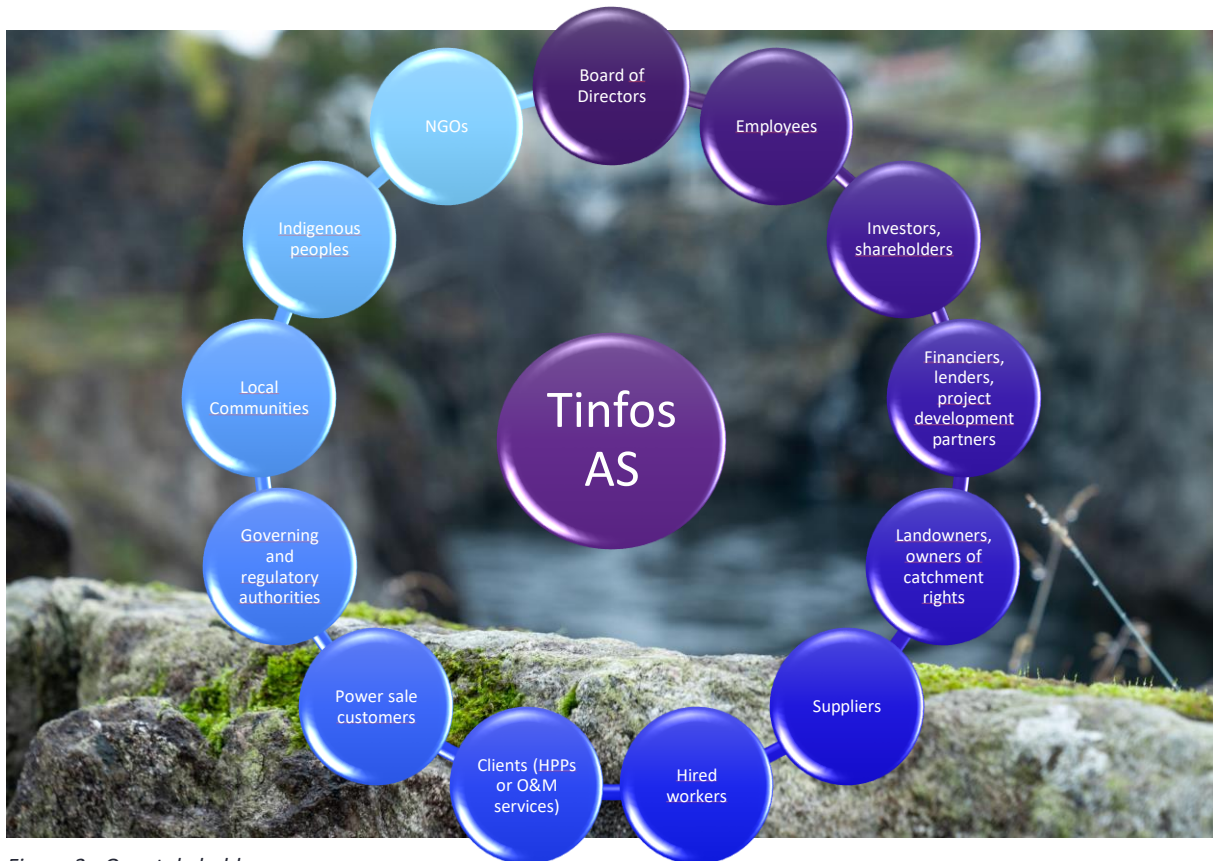 Board of
Directors
Employees
Investors,
shareholders
Financiers,
lenders,
project
development
partners
Landowners,
owners of
catchment
rights
Suppliers
Hired
workers
Clients (HPPs
or O&M
services)
Power sale
customers
Governing
and
regulatory
authorities
Local
Communities
Indigenous
peoples
NGOs
Tinfos
AS